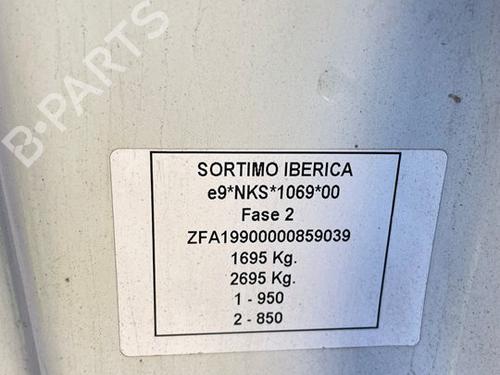 B-PARTS
SORTIMO IBERICA
e9*NKS*1069*00
Fase 2
ZFA19900000859039
1695 Kg.
2695 Kg.
1 - 950
2 - 850